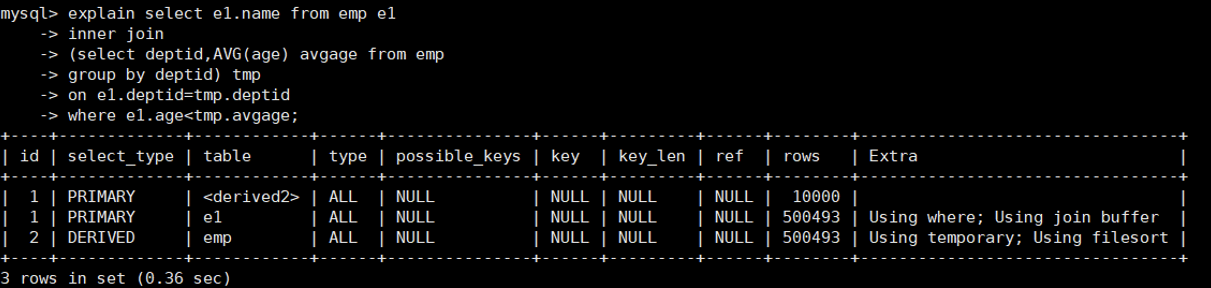 mysql> explain select e1.name from emp e1
    -> inner join
    -> (select deptid,AVG(age) avgage from emp
    -> group by deptid) tmp
    -> on e1.deptid=tmp.deptid
    -> where e1.age<tmp.avgage;
+----+-------------+------------+------+---------------+------+---------+------+--------+---------------------------------+
| id | select_type | table      | type | possible_keys | key  | key_len | ref  | rows   | Extra                           |
+----+-------------+------------+------+---------------+------+---------+------+--------+---------------------------------+
|  1 | PRIMARY     | <derived2> | ALL  | NULL          | NULL | NULL    | NULL |  10000 |                                 |
|  1 | PRIMARY     | e1         | ALL  | NULL          | NULL | NULL    | NULL | 500493 | Using where; Using join buffer  |
|  2 | DERIVED     | emp        | ALL  | NULL          | NULL | NULL    | NULL | 500493 | Using temporary; Using filesort |
+----+-------------+------------+------+---------------+------+---------+------+--------+---------------------------------+
3 rows in set (0.36 sec)